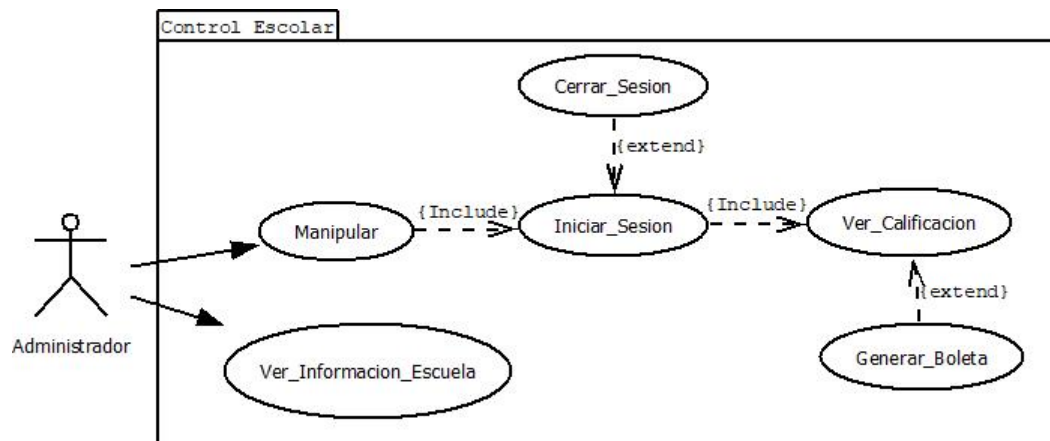 Control Escolar
Cerrar_Sesion
{extend}
{Include}
{Include}
Manipular
Iniciar_Sesion
Ver_Calificacion
{extend}
Administrador
Ver_Informacion_Escuela
Generar_Boleta